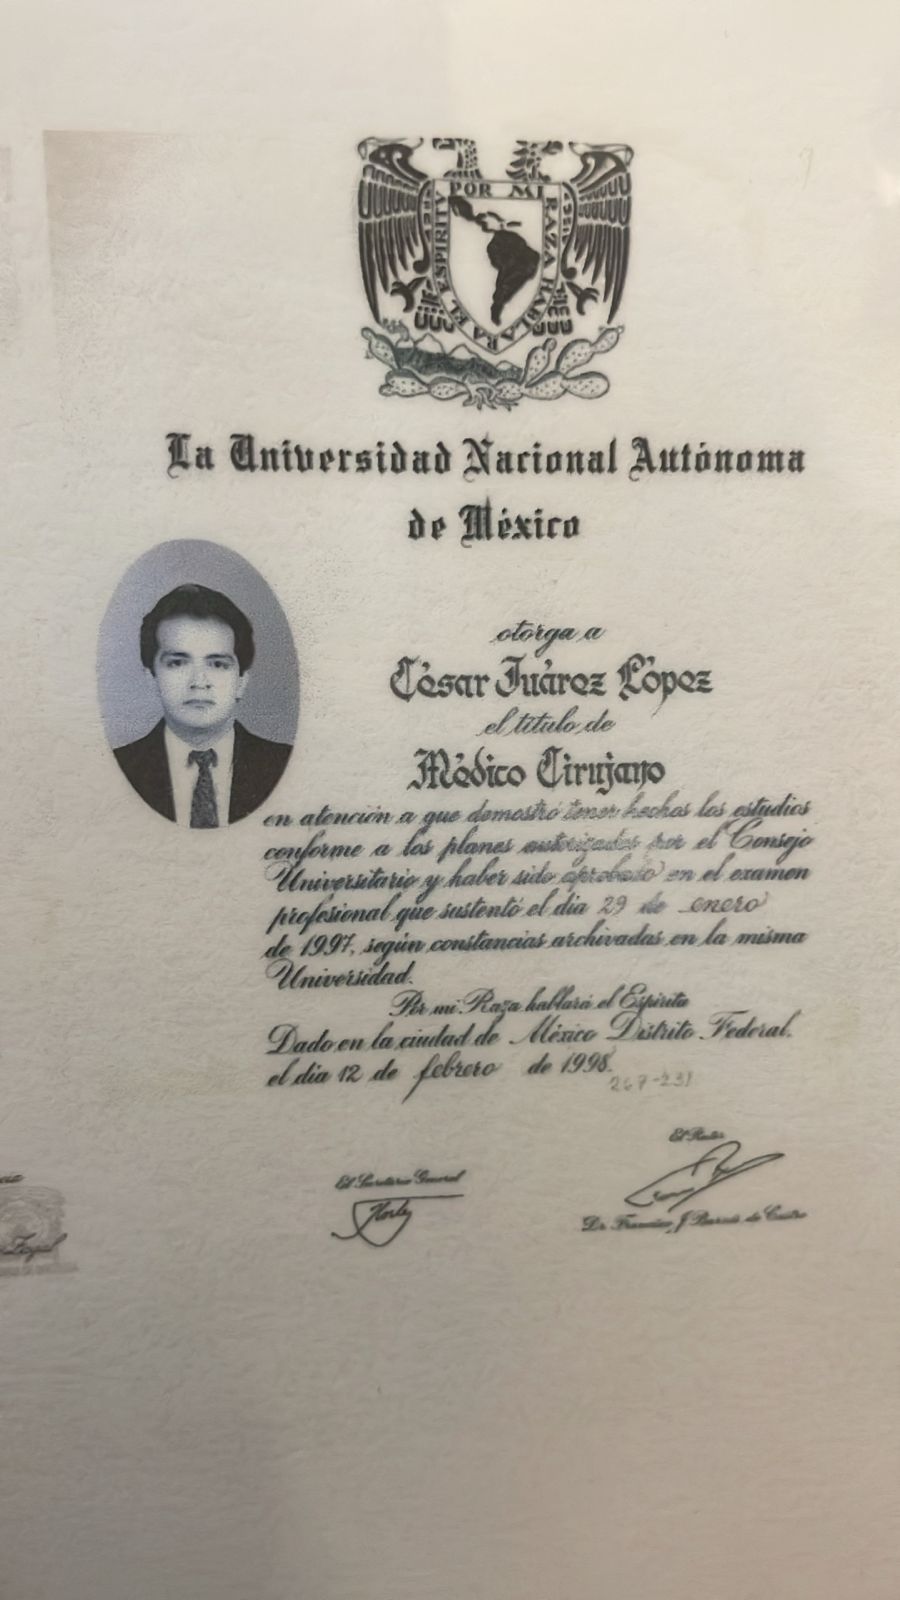 POR MI RAZA HABLARA EL ESPIRITU
La Universidad Nacional Autónoma
de México
otorga a
César Juárez López
el título de
Médico Cirujano
en atención a que demostró tener hechos los estudios
conforme a los planes autorizados por el Consejo
Universitario y haber sido aprobado en el examen
profesional que sustentó el día 29 de enero
de 1997, según constancias archivadas en la misma
Universidad.
Por mi Raza hablará el Espíritu
Dado en la ciudad de México Distrito Federal.
el día 12 de febrero de 1998.
267-231
El Rector
El Secretario General
Dr. Francisco J Barnés de Castro